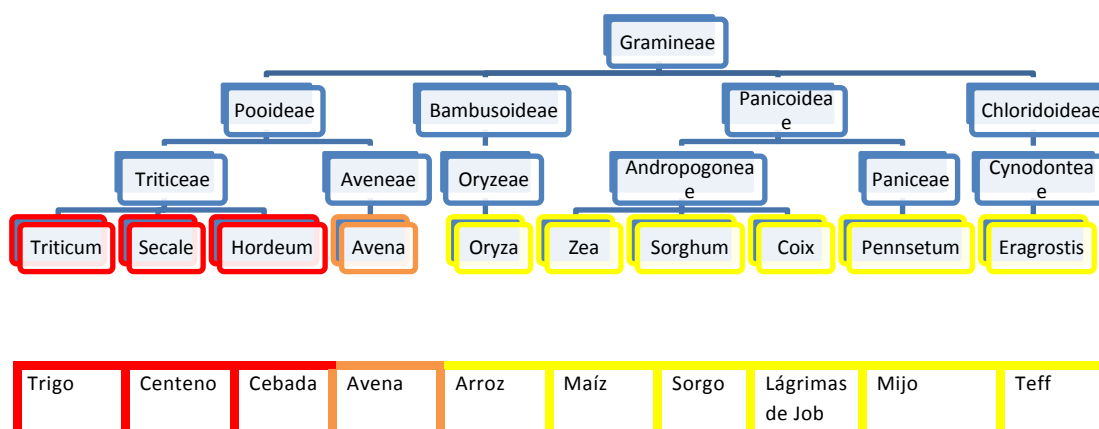 Gramineae
Pooideae
Bambusoideae
Panicoidea
e
Chloridoideae
Triticeae
Aveneae
Oryzeae
Andropogonea
e
Paniceae
Cynodontea
e
Triticum
Secale
Hordeum
Avena
Oryza
Zea
Sorghum
Coix
Pennsetum
Eragrostis
Trigo
Centeno
Cebada
Avena
Arroz
Maíz
Sorgo
Lágrimas
de Job
Mijo
Teff